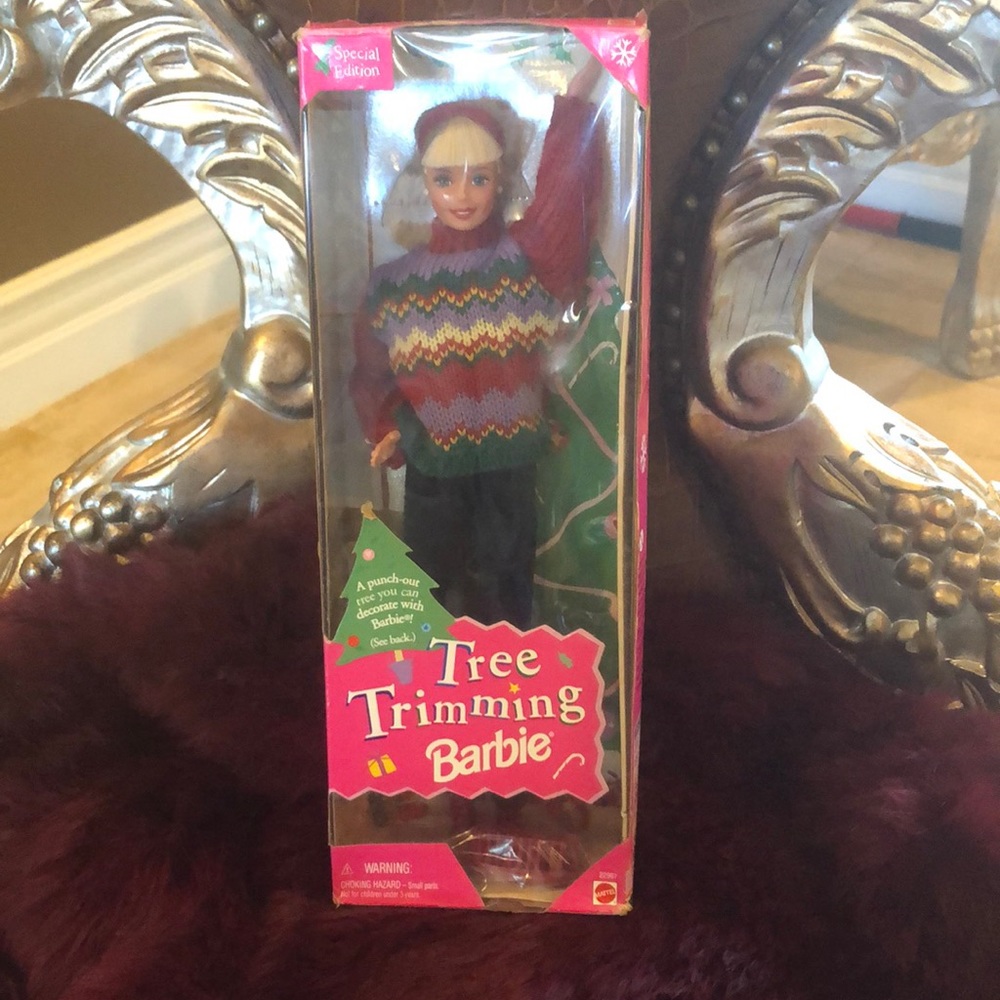 Special
Edition
A punch-out
tree you can
decorate with
Barbie®!
(See back.)
Tree
Trimming
Barbie®
WARNING:
CHOKING HAZARD – Small parts.
Not for children under 3 years.
22967
MATTEL